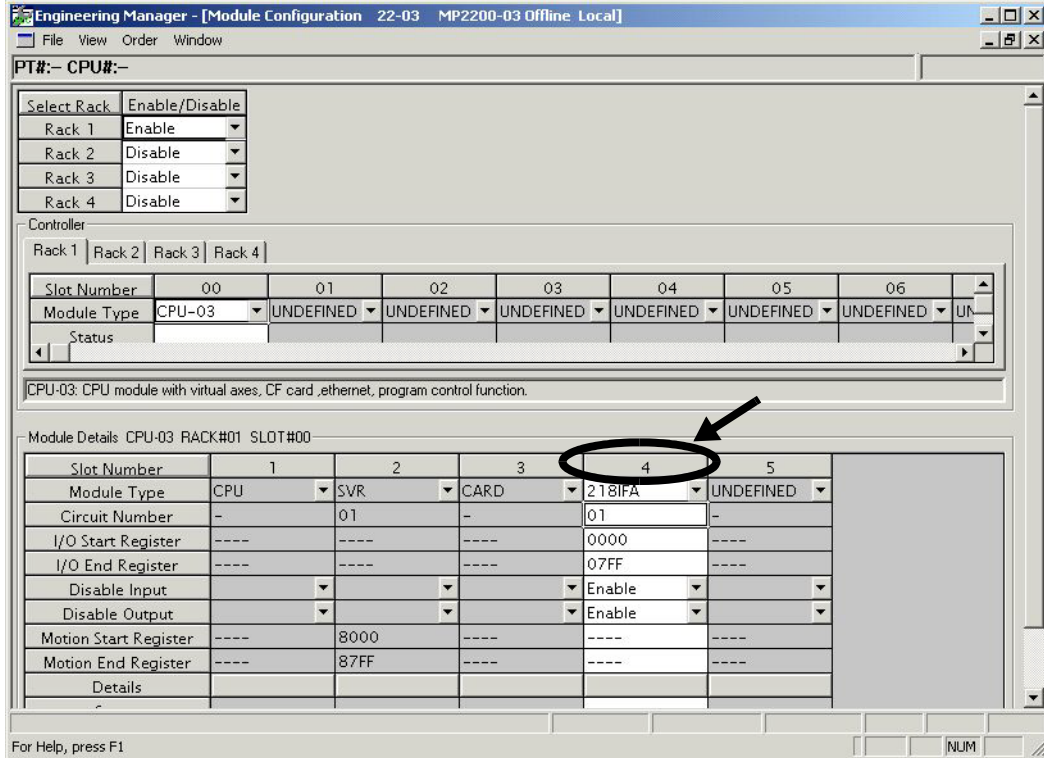 Engineering Manager - [Module Configuration 22-03 MP2200-03 Offline Local]
File View Order Window
PT#:– CPU#:–
Select Rack Enable/Disable
Rack 1 Enable
Rack 2 Disable
Rack 3 Disable
Rack 4 Disable
Controller
Rack 1 Rack 2 Rack 3 Rack 4
Slot Number 00 01 02 03 04 05 06
Module Type CPU-03 UNDEFINED UNDEFINED UNDEFINED UNDEFINED UNDEFINED UNDEFINED UN
Status
CPU-03: CPU module with virtual axes, CF card ,ethernet, program control function.
Module Details CPU-03 RACK#01 SLOT#00
Slot Number 1 2 3 4 5
Module Type CPU SVR CARD 218IFA UNDEFINED
Circuit Number – 01 – 01 –
I/O Start Register ---- ---- ---- 0000 ----
I/O End Register ---- ---- ---- 07FF ----
Disable Input Enable
Disable Output Enable
Motion Start Register ---- 8000 ---- ---- ----
Motion End Register ---- 87FF ---- ---- ----
Details
For Help, press F1 NUM